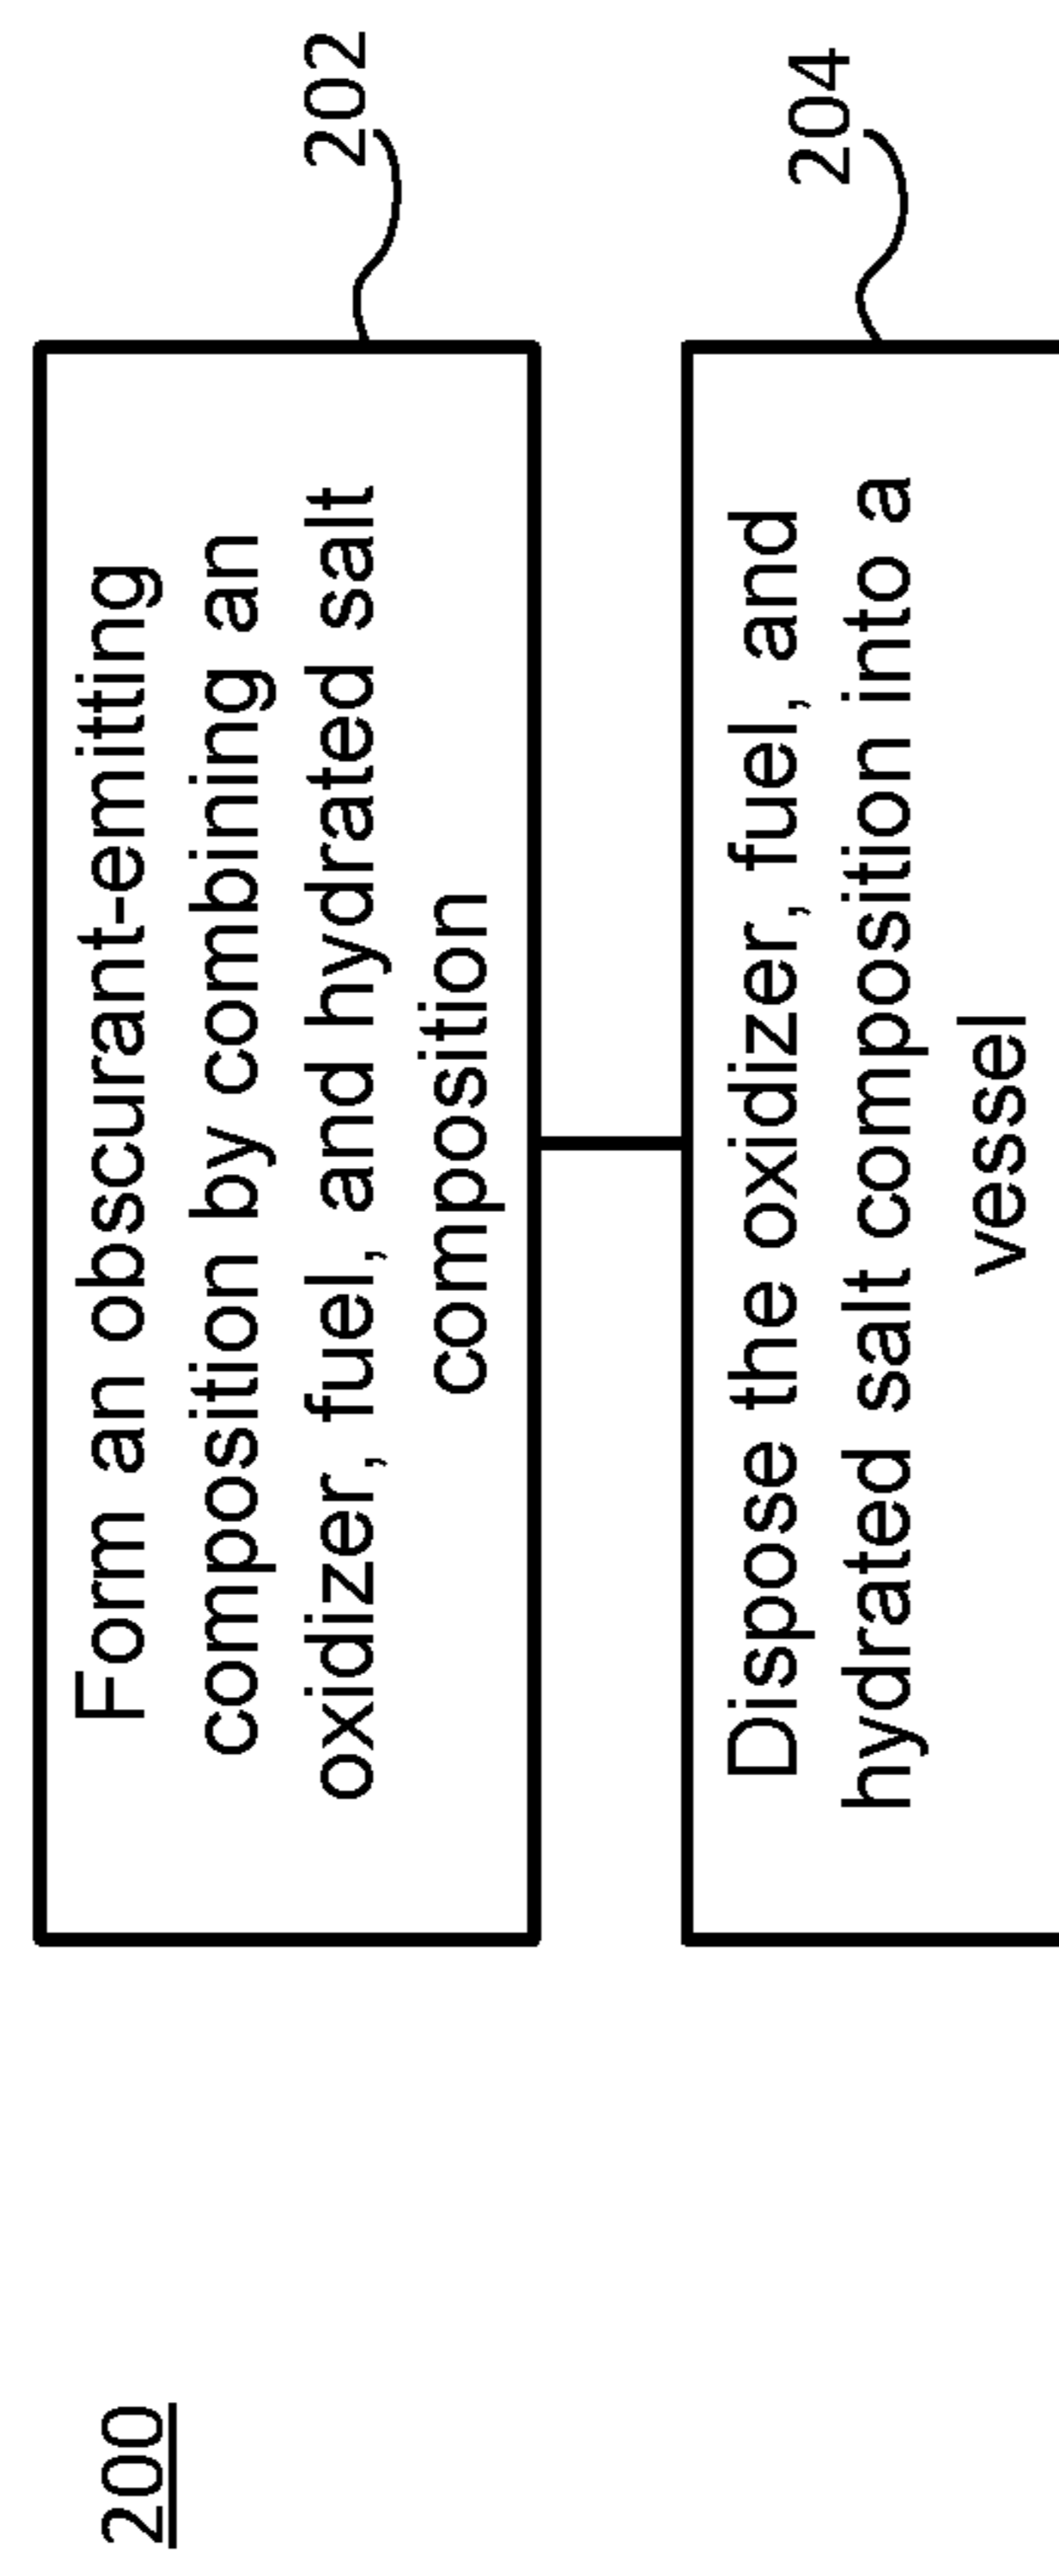 200
Form an obscurant-emitting
composition by combining an
oxidizer, fuel, and hydrated salt
composition
202
Dispose the oxidizer, fuel, and
hydrated salt composition into a
vessel
204